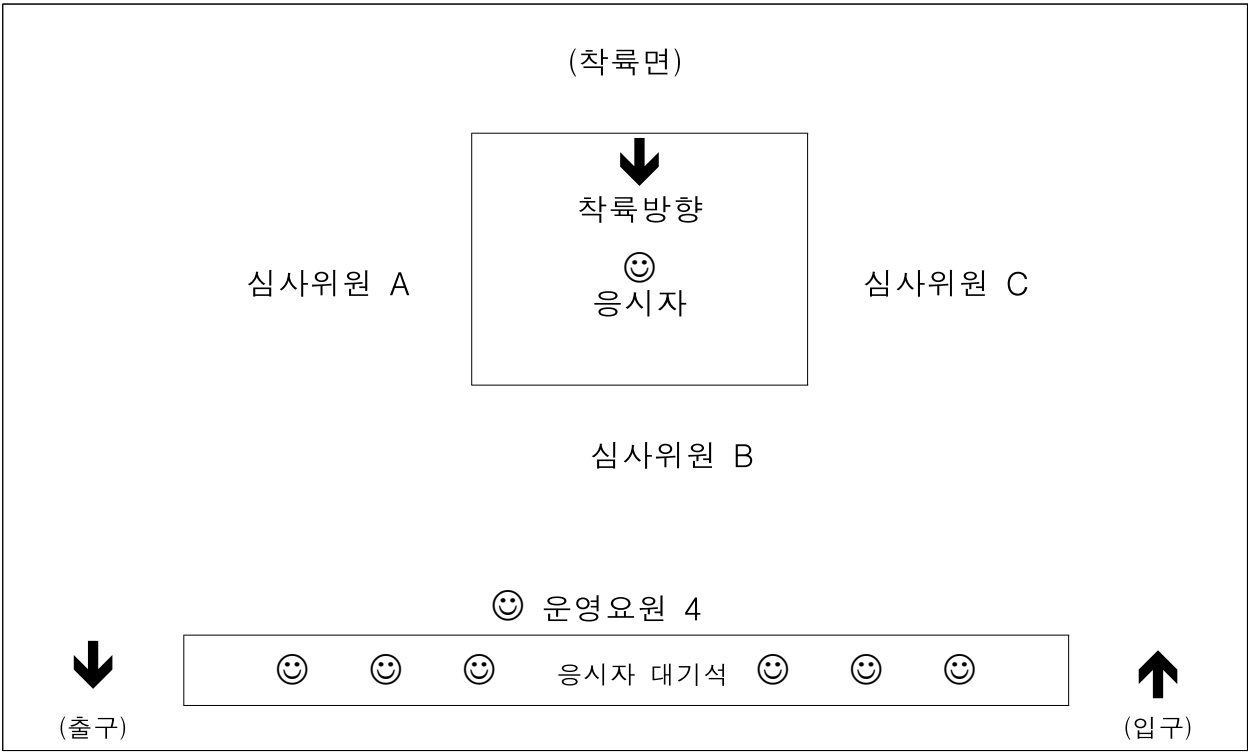 (착륙면)
착륙방향
응시자
심사위원 A
심사위원 C
심사위원 B
운영요원 4
응시자 대기석
(출구)
(입구)